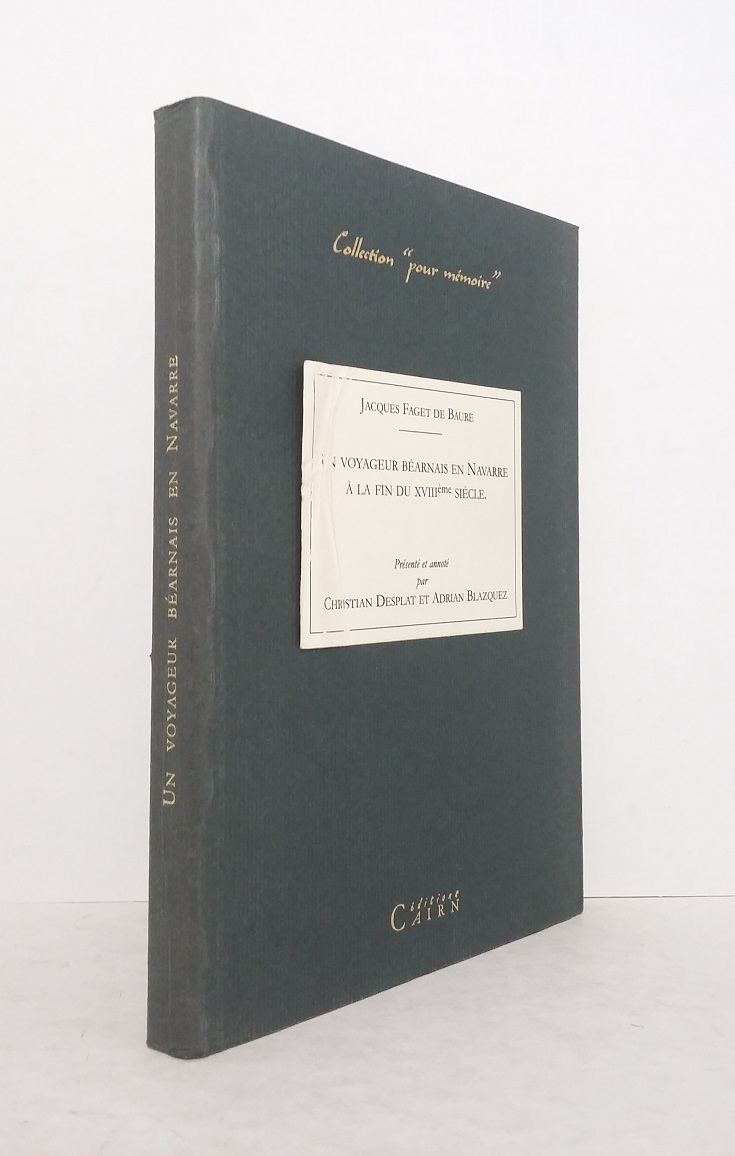 Un voyageur béarnais en Navarre
Collection “pour mémoire”
Jacques Faget de Baure
Un voyageur béarnais en Navarre
à la fin du XVIIIème siècle.
Présenté et annoté
par
Christian Desplat et Adrian Blazquez
éditions
Cairn